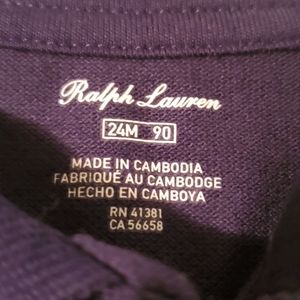 Ralph Lauren
24M 90
MADE IN CAMBODIA
FABRIQUÉ AU CAMBODGE
HECHO EN CAMBOYA
RN 41381
CA 56658